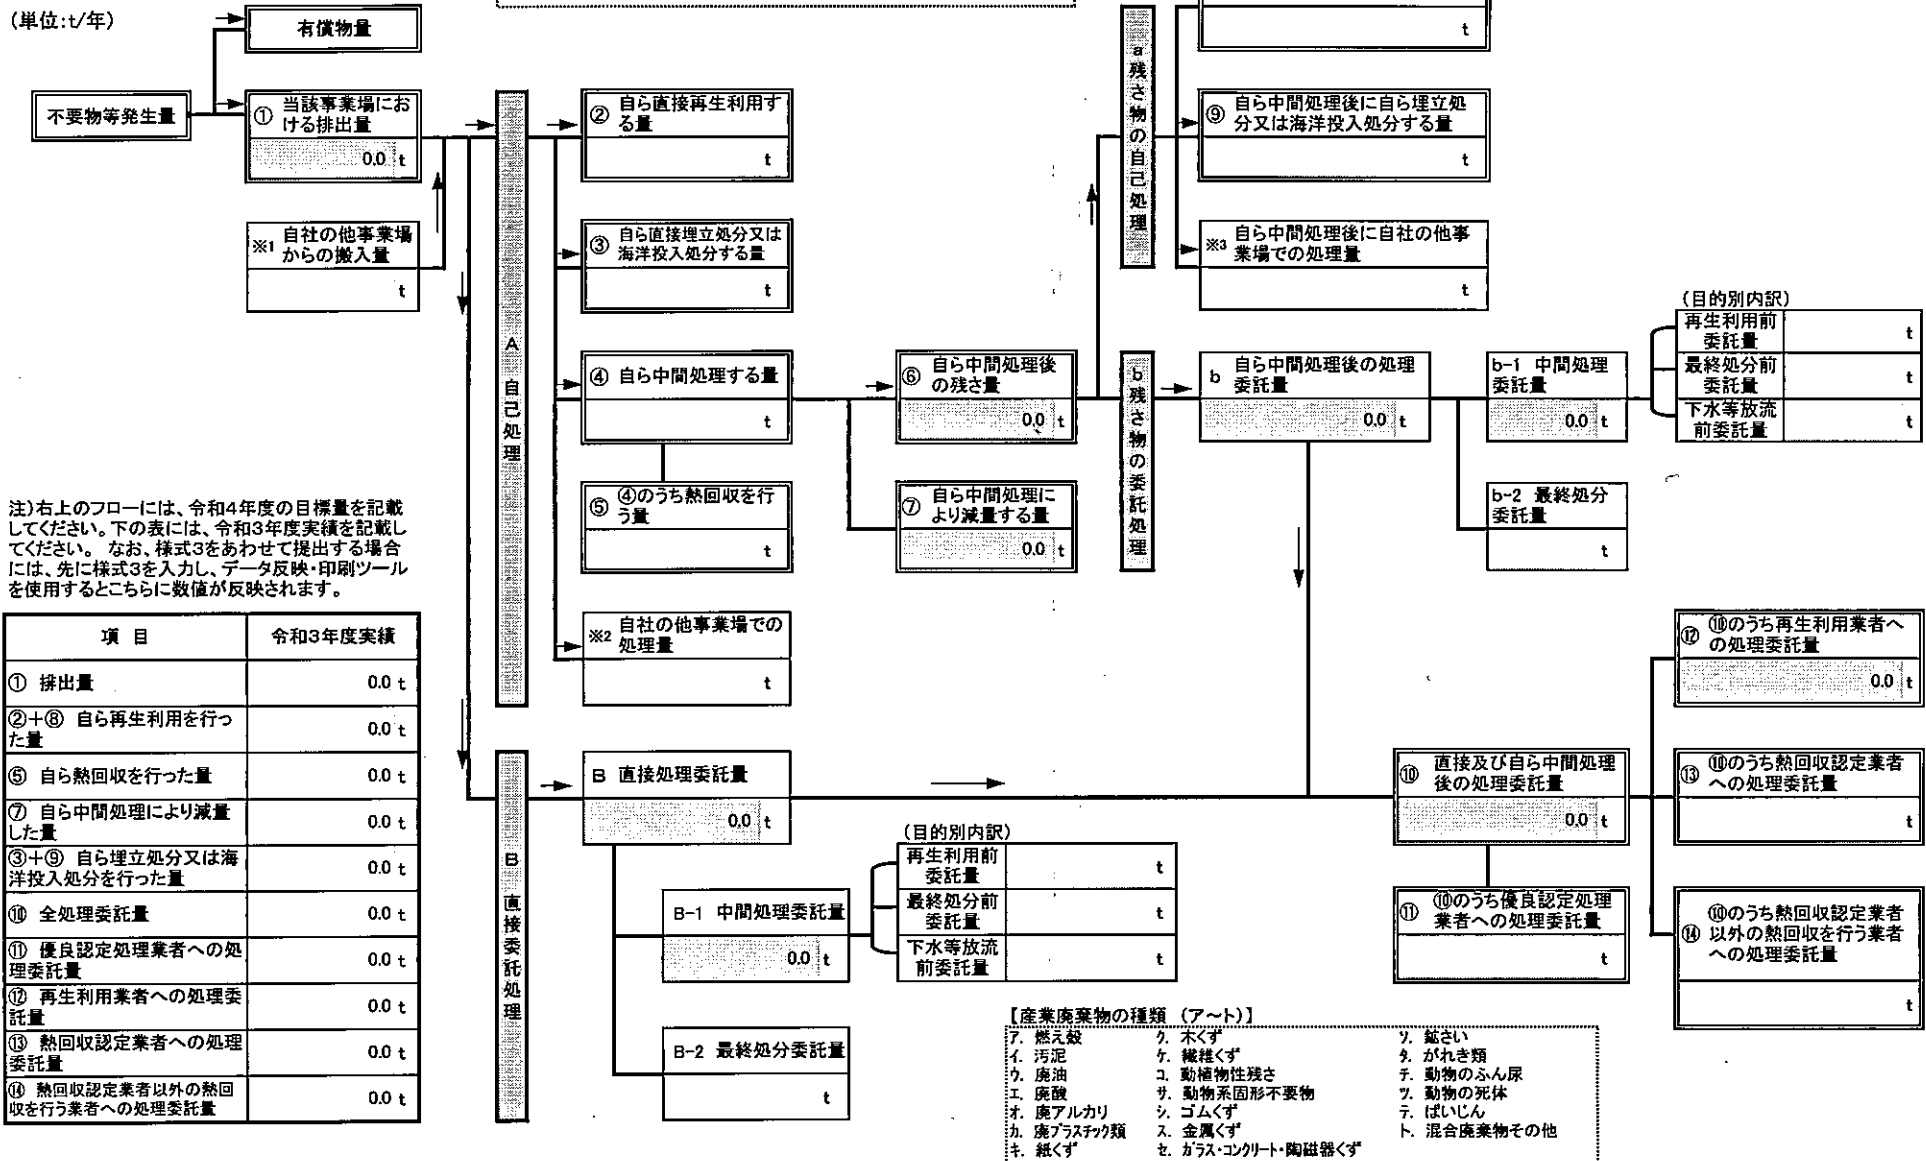 (単位:t/年)
有償物量
不要物等発生量
① 当該事業場にお
ける排出量
0.0 t
※1 自社の他事業場
からの搬入量
t
A 自己処理
② 自ら直接再生利用す
る量
t
③ 自ら直接埋立処分又は
海洋投入処分する量
t
④ 自ら中間処理する量
t
⑤ ④のうち熱回収を行
う量
t
※2 自社の他事業場での
処理量
t
⑥ 自ら中間処理後
の残さ量
0.0 t
⑦ 自ら中間処理に
より減量する量
0.0 t
a 残さ物の自己処理
t
⑨ 自ら中間処理後に自ら埋立処
分又は海洋投入処分する量
t
※3 自ら中間処理後に自社の他事
業場での処理量
t
b 残さ物の委託処理
b 自ら中間処理後の処理
委託量
0.0 t
b-1 中間処理
委託量
0.0 t
b-2 最終処分
委託量
t
(目的別内訳)
再生利用前
委託量 t
最終処分前
委託量 t
下水等放流
前委託量 t
注)右上のフローには、令和4年度の目標量を記載
してください。下の表には、令和3年度実績を記載し
てください。 なお、様式3をあわせて提出する場合
には、先に様式3を入力し、データ反映・印刷ツール
を使用するとこちらに数値が反映されます。
項 目 令和3年度実績
① 排出量 0.0 t
②+⑧ 自ら再生利用を行っ
た量 0.0 t
⑤ 自ら熱回収を行った量 0.0 t
⑦ 自ら中間処理により減量
した量 0.0 t
③+⑨ 自ら埋立処分又は海
洋投入処分を行った量 0.0 t
⑩ 全処理委託量 0.0 t
⑪ 優良認定処理業者への処
理委託量 0.0 t
⑫ 再生利用業者への処理委
託量 0.0 t
⑬ 熱回収認定業者への処理
委託量 0.0 t
⑭ 熱回収認定業者以外の熱回
収を行う業者への処理委託量 0.0 t
B 直接委託処理
B 直接処理委託量
0.0 t
B-1 中間処理委託量
0.0 t
B-2 最終処分委託量
t
(目的別内訳)
再生利用前
委託量 t
最終処分前
委託量 t
下水等放流
前委託量 t
⑩ 直接及び自ら中間処理
後の処理委託量
0.0 t
⑪ ⑩のうち優良認定処理
業者への処理委託量
t
⑫ ⑩のうち再生利用業者へ
の処理委託量
0.0 t
⑬ ⑩のうち熱回収認定業者
への処理委託量
t
⑭ ⑩のうち熱回収認定業者
以外の熱回収を行う業者
への処理委託量
t
【産業廃棄物の種類 (ア～ト)】
ア. 燃え殻 ク. 木くず ソ. 鉱さい
イ. 汚泥 ケ. 繊維くず タ. がれき類
ウ. 廃油 コ. 動植物性残さ チ. 動物のふん尿
エ. 廃酸 サ. 動物系固形不要物 ツ. 動物の死体
オ. 廃アルカリ シ. ゴムくず テ. ばいじん
カ. 廃プラスチック類 ス. 金属くず ト. 混合廃棄物その他
キ. 紙くず セ. ガラス・コンクリート・陶磁器くず